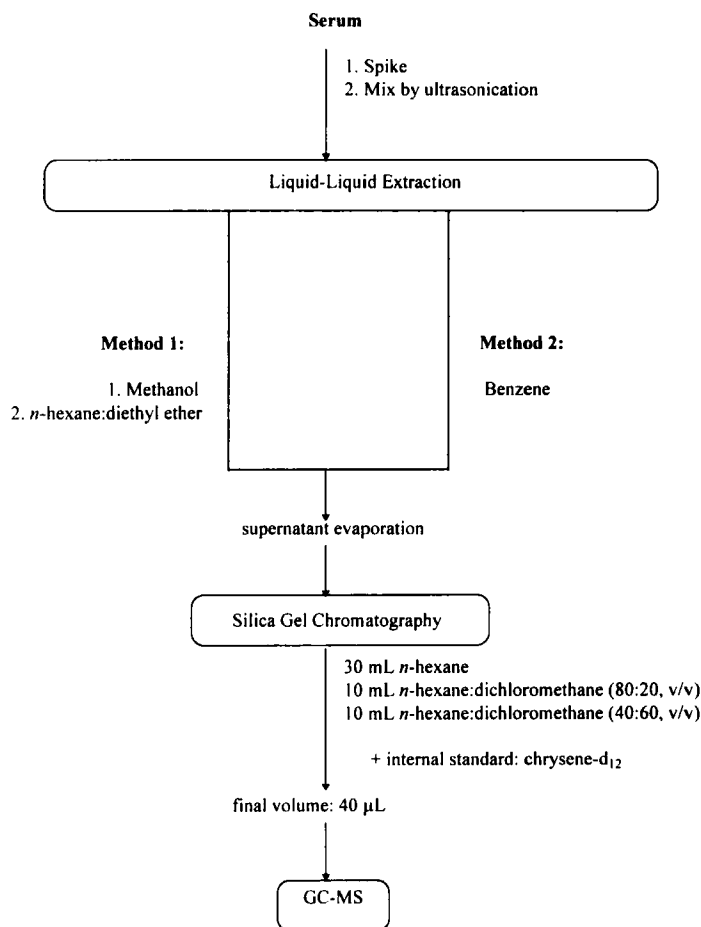 Serum
1. Spike
2. Mix by ultrasonication
Liquid-Liquid Extraction
Method 1:
1. Methanol
2. n-hexane:diethyl ether
Method 2:
Benzene
supernatant evaporation
Silica Gel Chromatography
30 mL n-hexane
10 mL n-hexane:dichloromethane (80:20, v/v)
10 mL n-hexane:dichloromethane (40:60, v/v)
+ internal standard: chrysene-d12
final volume: 40 µL
GC-MS